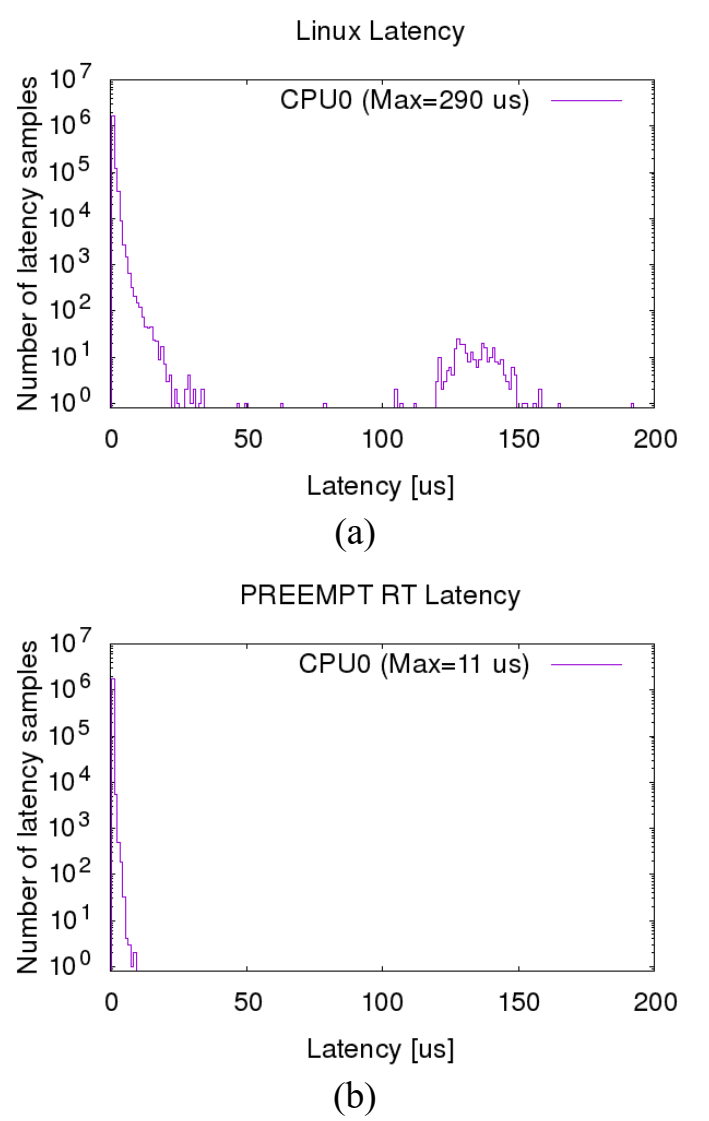 Linux Latency
10^7
10^6
10^5
10^4
10^3
10^2
10^1
10^0
Number of latency samples
CPU0 (Max=290 us)
0 50 100 150 200
Latency [us]
(a)
PREEMPT RT Latency
10^7
10^6
10^5
10^4
10^3
10^2
10^1
10^0
Number of latency samples
CPU0 (Max=11 us)
0 50 100 150 200
Latency [us]
(b)